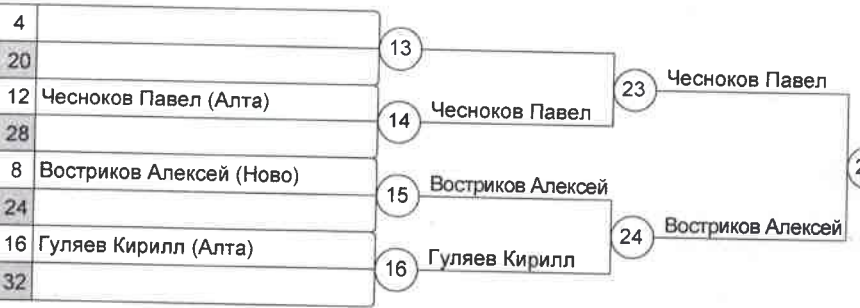 4
20
13
12 Чесноков Павел (Алта)
28
14
Чесноков Павел
23
Чесноков Павел
8 Востриков Алексей (Ново)
24
15
Востриков Алексей
16 Гуляев Кирилл (Алта)
32
16
Гуляев Кирилл
24
Востриков Алексей